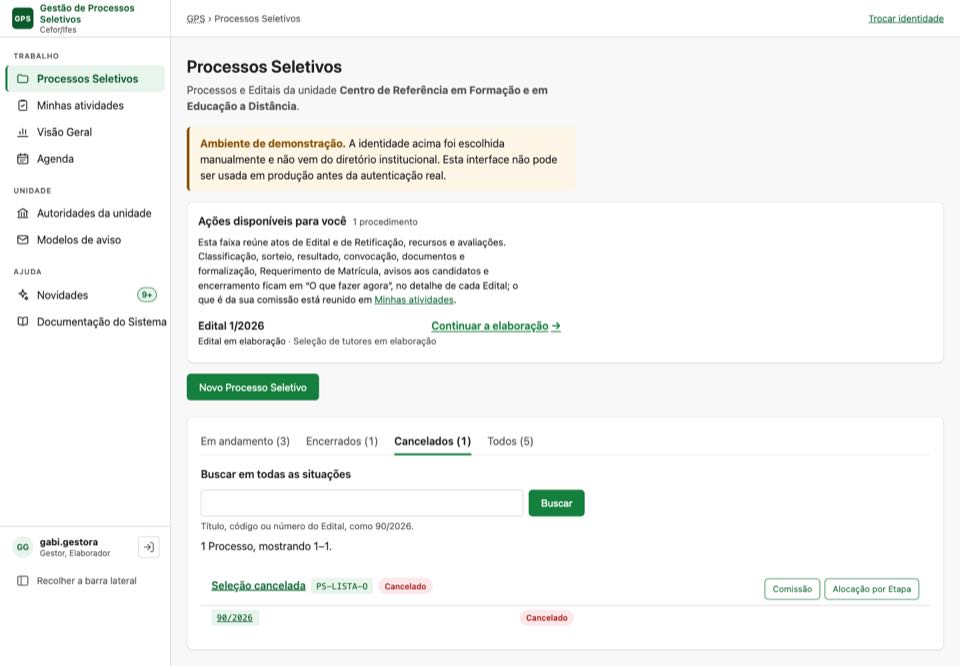 GPS
Gestão de Processos
Seletivos
Cefor/Ifes
GPS › Processos Seletivos
Trocar identidade
TRABALHO
Processos Seletivos
Minhas atividades
Visão Geral
Agenda
UNIDADE
Autoridades da unidade
Modelos de aviso
AJUDA
Novidades 9+
Documentação do Sistema
GG
gabi.gestora
Gestor, Elaborador
Recolher a barra lateral
Processos Seletivos
Processos e Editais da unidade Centro de Referência em Formação e em
Educação a Distância.
Ambiente de demonstração. A identidade acima foi escolhida
manualmente e não vem do diretório institucional. Esta interface não pode
ser usada em produção antes da autenticação real.
Ações disponíveis para você 1 procedimento
Esta faixa reúne atos de Edital e de Retificação, recursos e avaliações.
Classificação, sorteio, resultado, convocação, documentos e
formalização, Requerimento de Matrícula, avisos aos candidatos e
encerramento ficam em "O que fazer agora", no detalhe de cada Edital; o
que é da sua comissão está reunido em Minhas atividades.
Edital 1/2026 Continuar a elaboração →
Edital em elaboração · Seleção de tutores em elaboração
Novo Processo Seletivo
Em andamento (3) Encerrados (1) Cancelados (1) Todos (5)
Buscar em todas as situações
Buscar
Título, código ou número do Edital, como 90/2026.
1 Processo, mostrando 1–1.
Seleção cancelada PS-LISTA-0 Cancelado Comissão Alocação por Etapa
90/2026 Cancelado